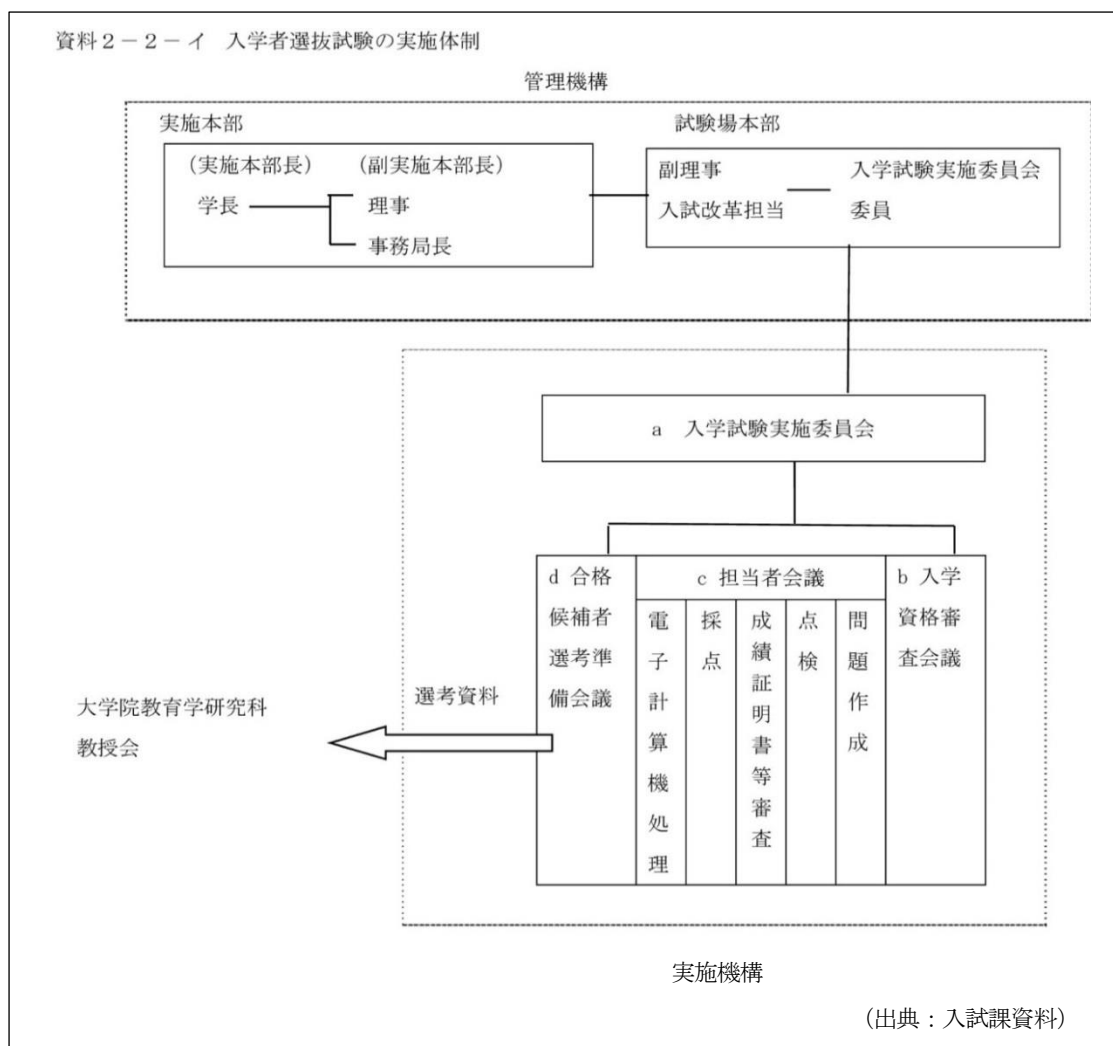 資料2－2－イ 入学者選抜試験の実施体制
管理機構
実施本部
(実施本部長) (副実施本部長)
学長
理事
事務局長
試験場本部
副理事
入試改革担当
入学試験実施委員会
委員
a 入学試験実施委員会
d 合格
候補者
選考準
備会議
c 担当者会議
電子計算機処理
採点
成績証明書等審査
点検
問題作成
b 入学
資格審
査会議
選考資料
大学院教育学研究科
教授会
実施機構
(出典：入試課資料)